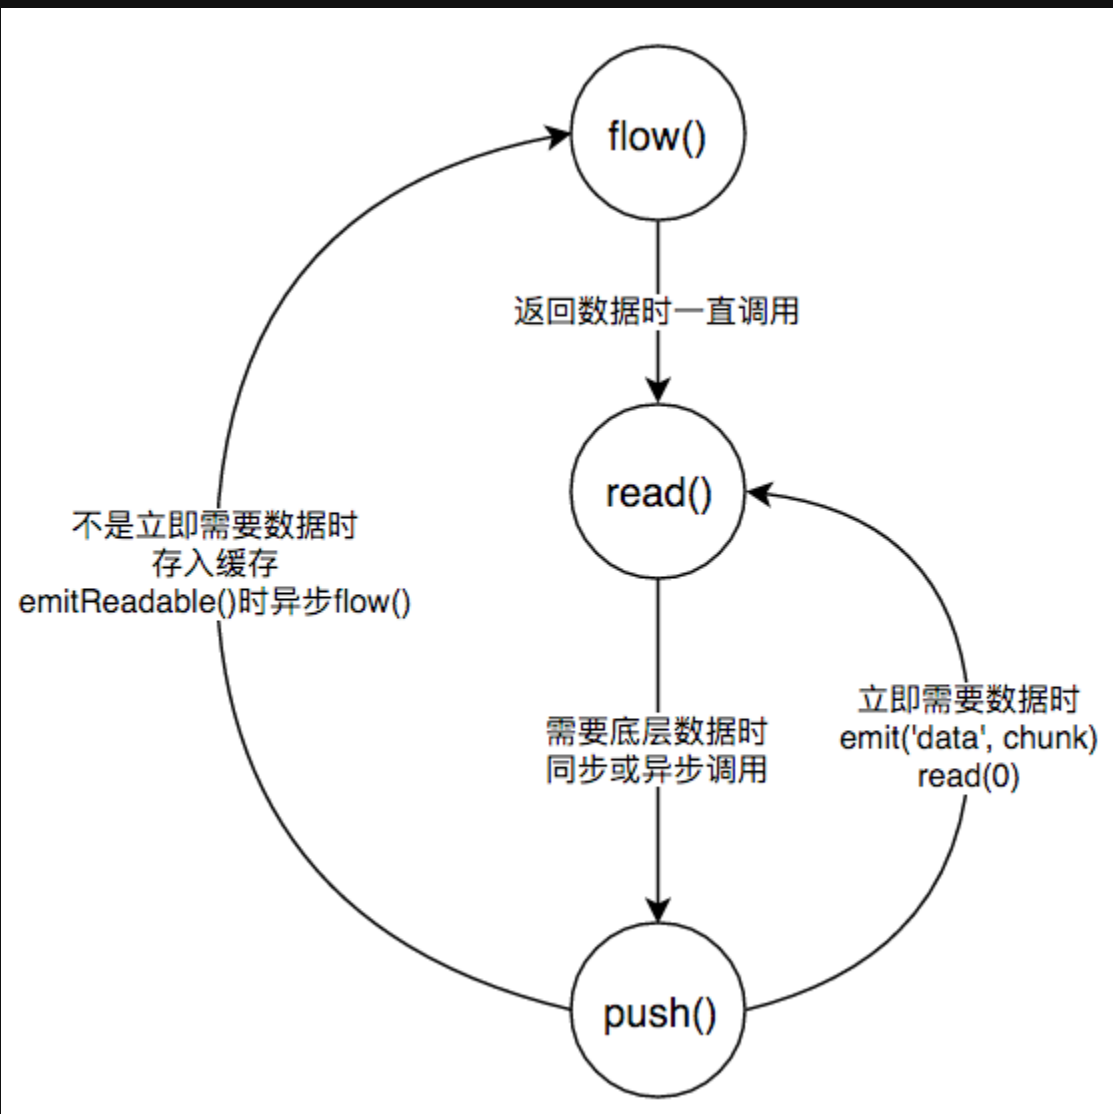 flow()
返回数据时一直调用
read()
不是立即需要数据时
存入缓存
emitReadable()时异步flow()
立即需要数据时
emit('data', chunk)
read(0)
需要底层数据时
同步或异步调用
push()